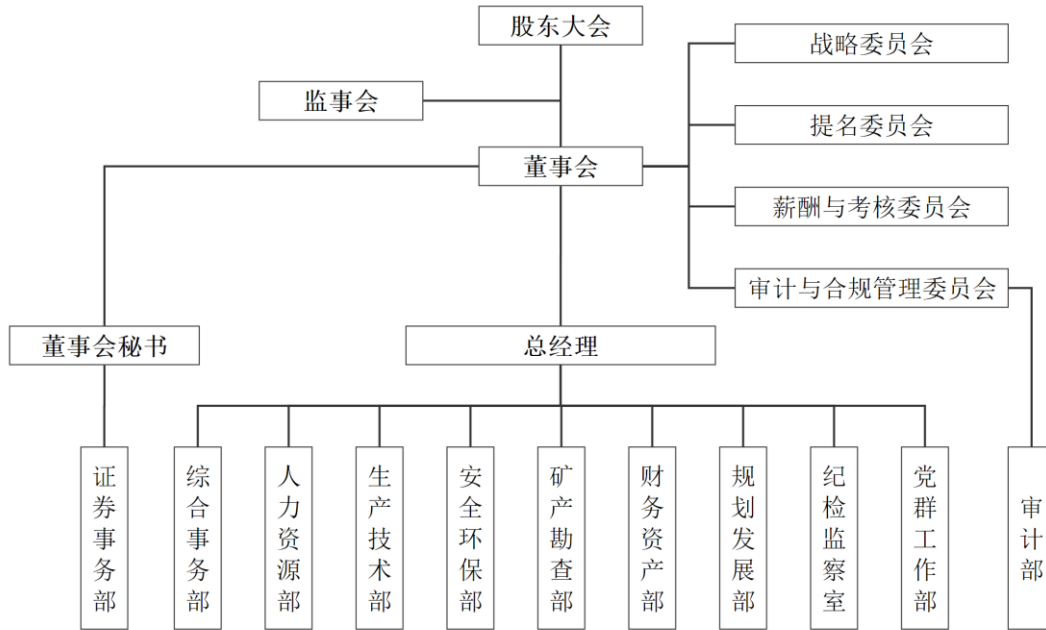 股东大会
战略委员会
监事会
提名委员会
董事会
薪酬与考核委员会
审计与合规管理委员会
董事会秘书
总经理
证券事务部
综合事务部
人力资源部
生产技术部
安全环保部
矿产勘查部
财务资产部
规划发展部
纪检监察室
党群工作部
审计部